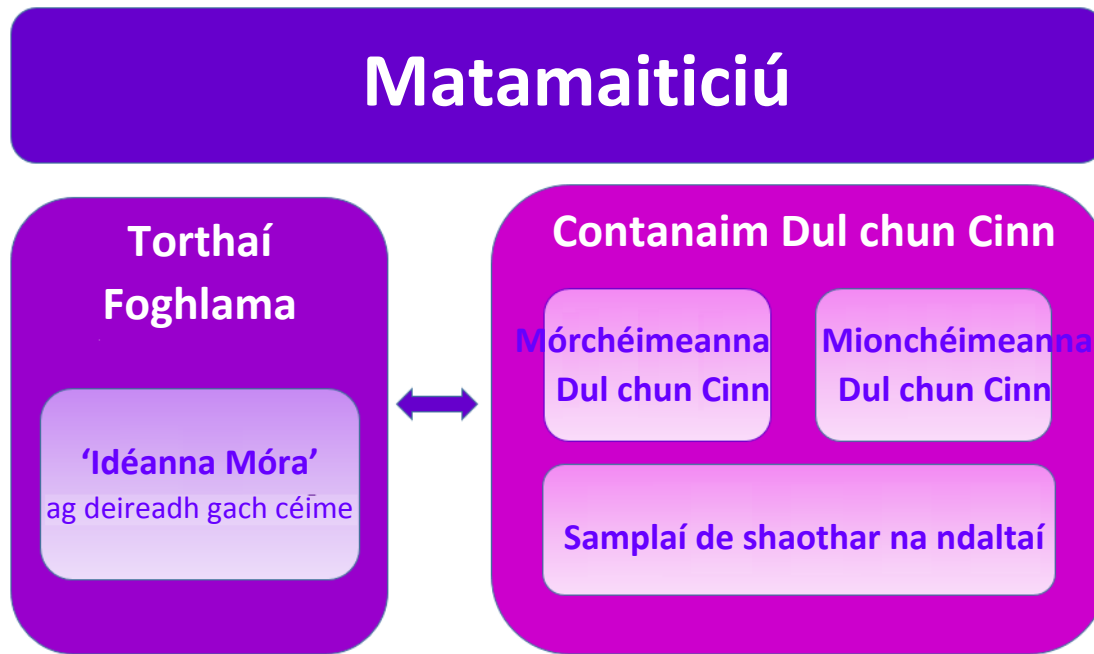 Matamaiticiú
Torthaí
Foghlama
‘Idéanna Móra’
ag deireadh gach céime
Contanaim Dul chun Cinn
Mórchéimeanna
Dul chun Cinn
Mionchéimeanna
Dul chun Cinn
Samplaí de shaothar na ndaltaí